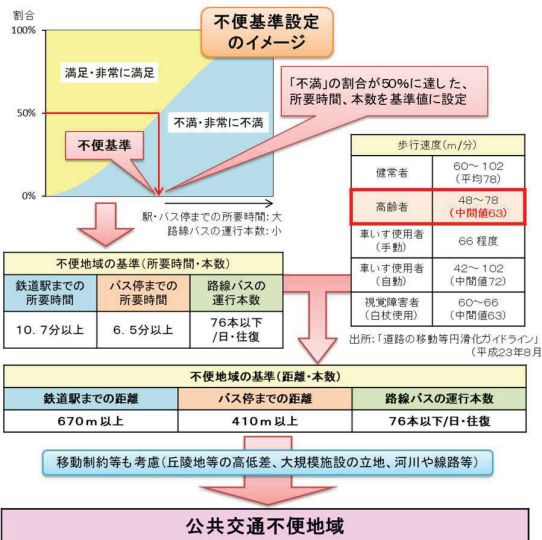 割合
100%
50%
0%
不便基準設定
のイメージ
満足・非常に満足
不満・非常に不満
不便基準
「不満」の割合が50%に達した、
所要時間、本数を基準値に設定
駅・バス停までの所要時間:大
路線バスの運行本数:小
歩行速度(m/分)
健常者 60～102
(平均78)
高齢者 48～78
(中間値63)
車いす使用者
(手動) 66 程度
車いす使用者
(自動) 42～102
(中間値72)
視覚障害者
(白杖使用) 60～66
(中間値63)
出所:「道路の移動等円滑化ガイドライン」
(平成23年8月
不便地域の基準(所要時間・本数)
鉄道駅までの
所要時間
バス停までの
所要時間
路線バスの
運行本数
10.7分以上
6.5分以上
76本以下
/日・往復
不便地域の基準(距離・本数)
鉄道駅までの距離 バス停までの距離 路線バスの運行本数
670m以上 410m以上 76本以下/日・往復
移動制約等も考慮(丘陵地等の高低差、大規模施設の立地、河川や線路等)
公共交通不便地域